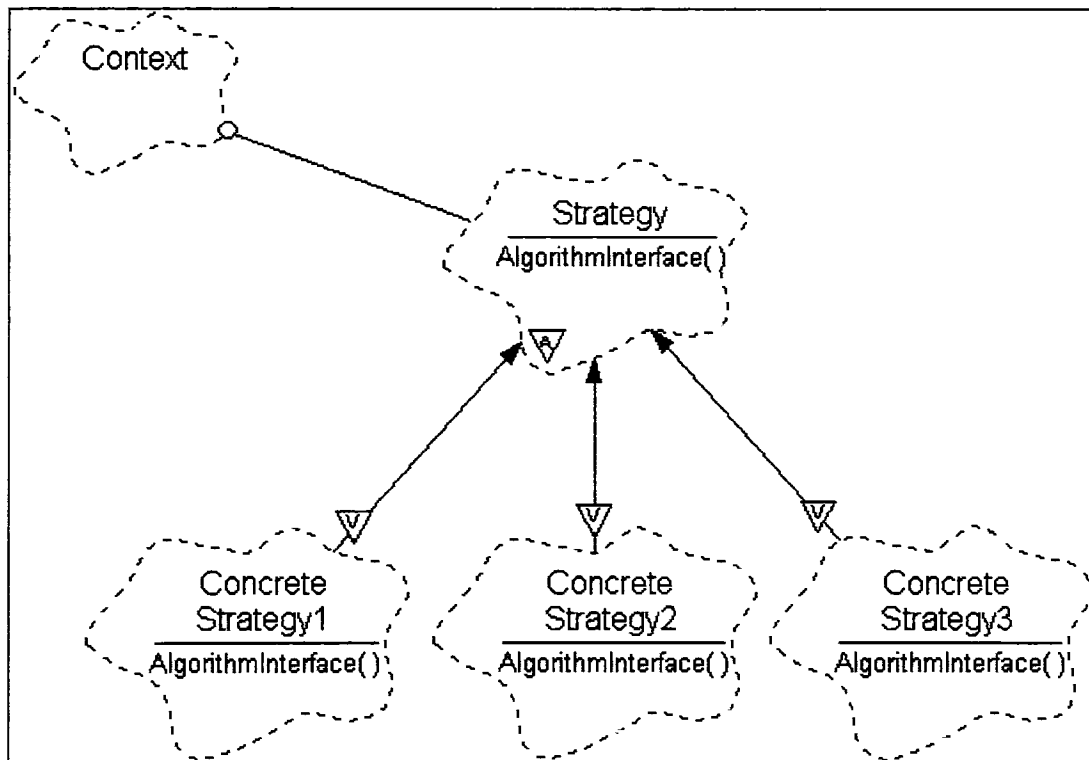 Context
Strategy
AlgorithmInterface( )
A
V
V
V
Concrete
Strategy1
AlgorithmInterface( )
Concrete
Strategy2
AlgorithmInterface( )
Concrete
Strategy3
AlgorithmInterface( )